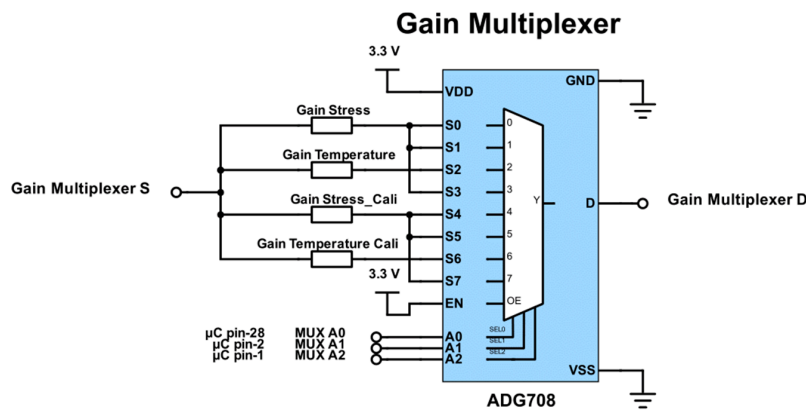 Gain Multiplexer
3.3 V
VDD
GND
Gain Stress
S0
0
S1
1
Gain Temperature
S2
2
S3
3
Gain Multiplexer S
Gain Stress_Cali
S4
4
Y
D
Gain Multiplexer D
S5
5
Gain Temperature Cali
S6
6
3.3 V
S7
7
EN
OE
µC pin-28 MUX A0 A0 SEL0
µC pin-2 MUX A1 A1 SEL1
µC pin-1 MUX A2 A2 SEL2
VSS
ADG708